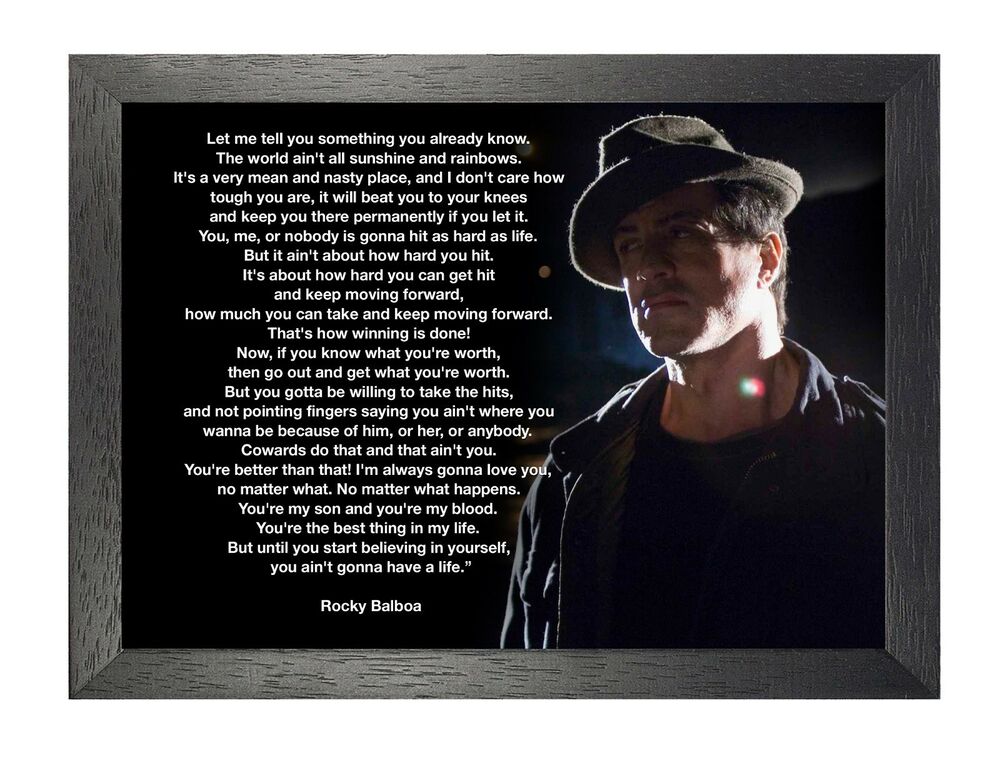 Let me tell you something you already know.
The world ain't all sunshine and rainbows.
It's a very mean and nasty place, and I don't care how
tough you are, it will beat you to your knees
and keep you there permanently if you let it.
You, me, or nobody is gonna hit as hard as life.
But it ain't about how hard you hit.
It's about how hard you can get hit
and keep moving forward,
how much you can take and keep moving forward.
That's how winning is done!
Now, if you know what you're worth,
then go out and get what you're worth.
But you gotta be willing to take the hits,
and not pointing fingers saying you ain't where you
wanna be because of him, or her, or anybody.
Cowards do that and that ain't you.
You're better than that! I'm always gonna love you,
no matter what. No matter what happens.
You're my son and you're my blood.
You're the best thing in my life.
But until you start believing in yourself,
you ain't gonna have a life.”
Rocky Balboa